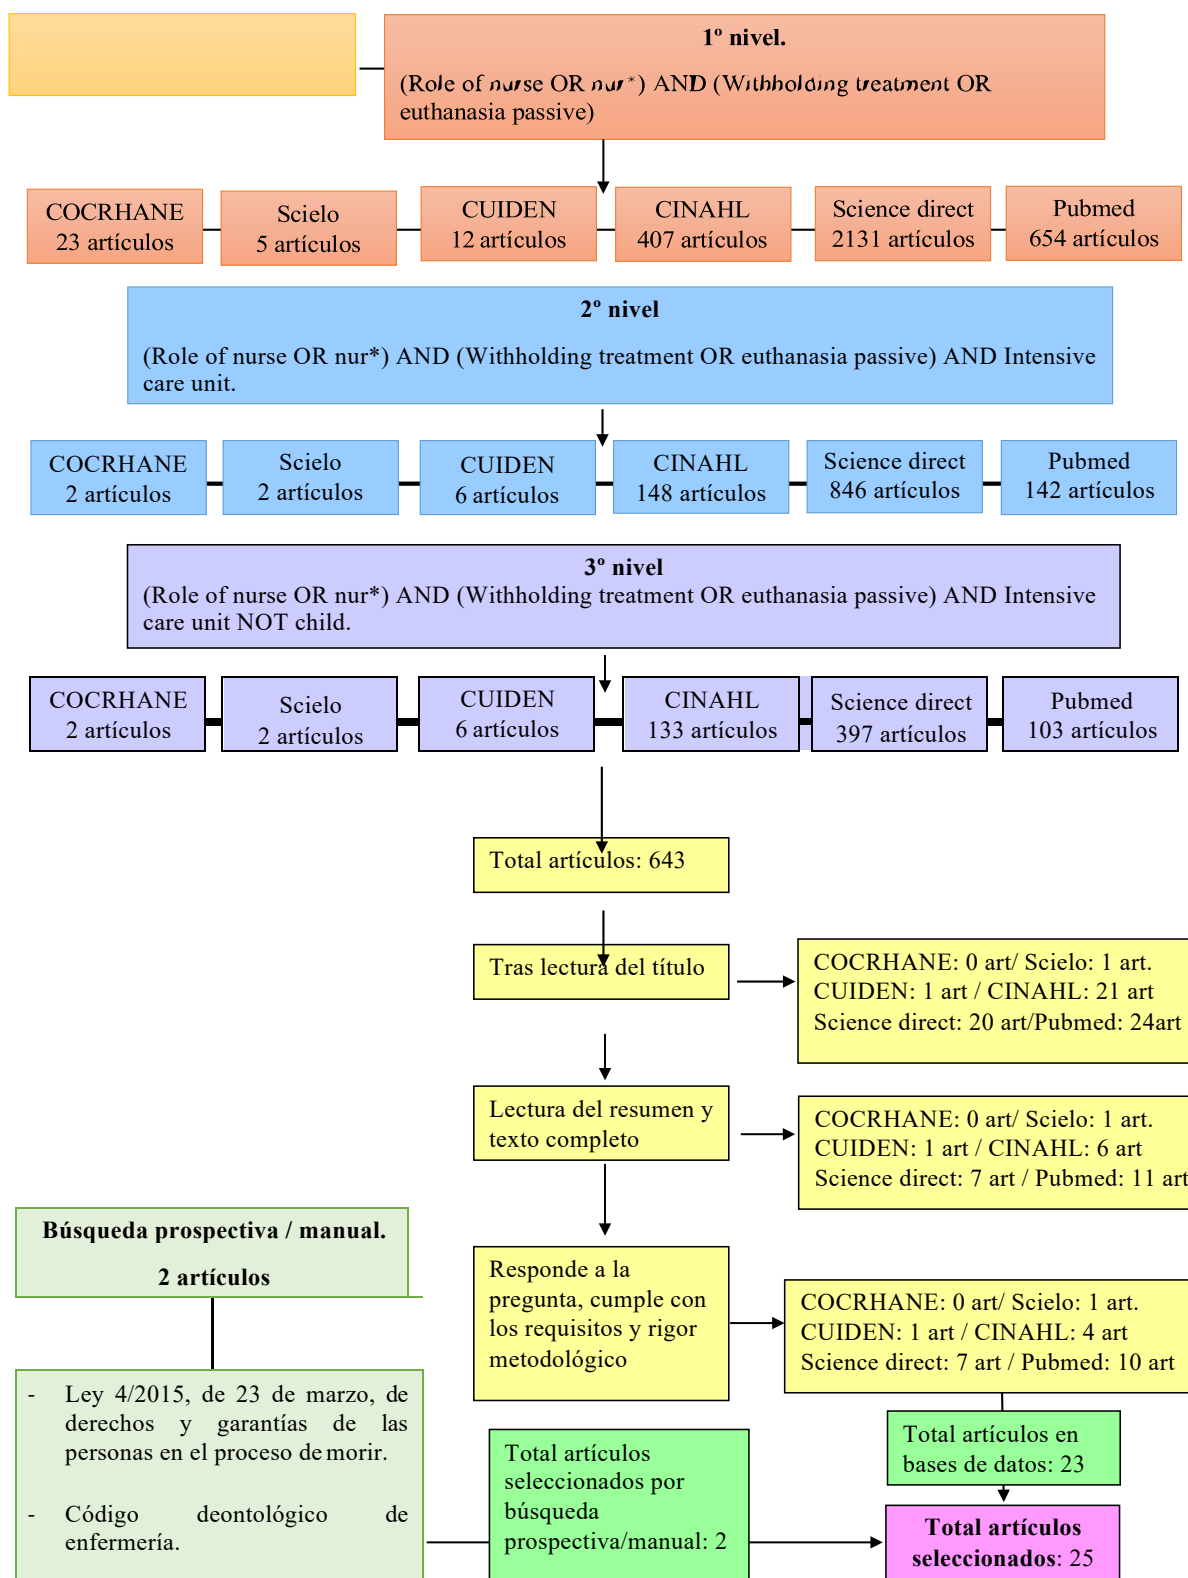 1º nivel.
(Role of nurse OR nur*) AND (Withholding treatment OR
euthanasia passive)
COCRHANE
23 artículos
Scielo
5 artículos
CUIDEN
12 artículos
CINAHL
407 artículos
Science direct
2131 artículos
Pubmed
654 artículos
2º nivel
(Role of nurse OR nur*) AND (Withholding treatment OR euthanasia passive) AND Intensive
care unit.
COCRHANE
2 artículos
Scielo
2 artículos
CUIDEN
6 artículos
CINAHL
148 artículos
Science direct
846 artículos
Pubmed
142 artículos
3º nivel
(Role of nurse OR nur*) AND (Withholding treatment OR euthanasia passive) AND Intensive
care unit NOT child.
COCRHANE
2 artículos
Scielo
2 artículos
CUIDEN
6 artículos
CINAHL
133 artículos
Science direct
397 artículos
Pubmed
103 artículos
Total artículos: 643
Tras lectura del título
COCRHANE: 0 art/ Scielo: 1 art.
CUIDEN: 1 art / CINAHL: 21 art
Science direct: 20 art/Pubmed: 24art
Lectura del resumen y
texto completo
COCRHANE: 0 art/ Scielo: 1 art.
CUIDEN: 1 art / CINAHL: 6 art
Science direct: 7 art / Pubmed: 11 art
Responde a la
pregunta, cumple con
los requisitos y rigor
metodológico
COCRHANE: 0 art/ Scielo: 1 art.
CUIDEN: 1 art / CINAHL: 4 art
Science direct: 7 art / Pubmed: 10 art
Búsqueda prospectiva / manual.
2 artículos
- Ley 4/2015, de 23 de marzo, de
derechos y garantías de las
personas en el proceso de morir.
- Código deontológico de
enfermería.
Total artículos
seleccionados por
búsqueda
prospectiva/manual: 2
Total artículos en
bases de datos: 23
Total artículos
seleccionados: 25